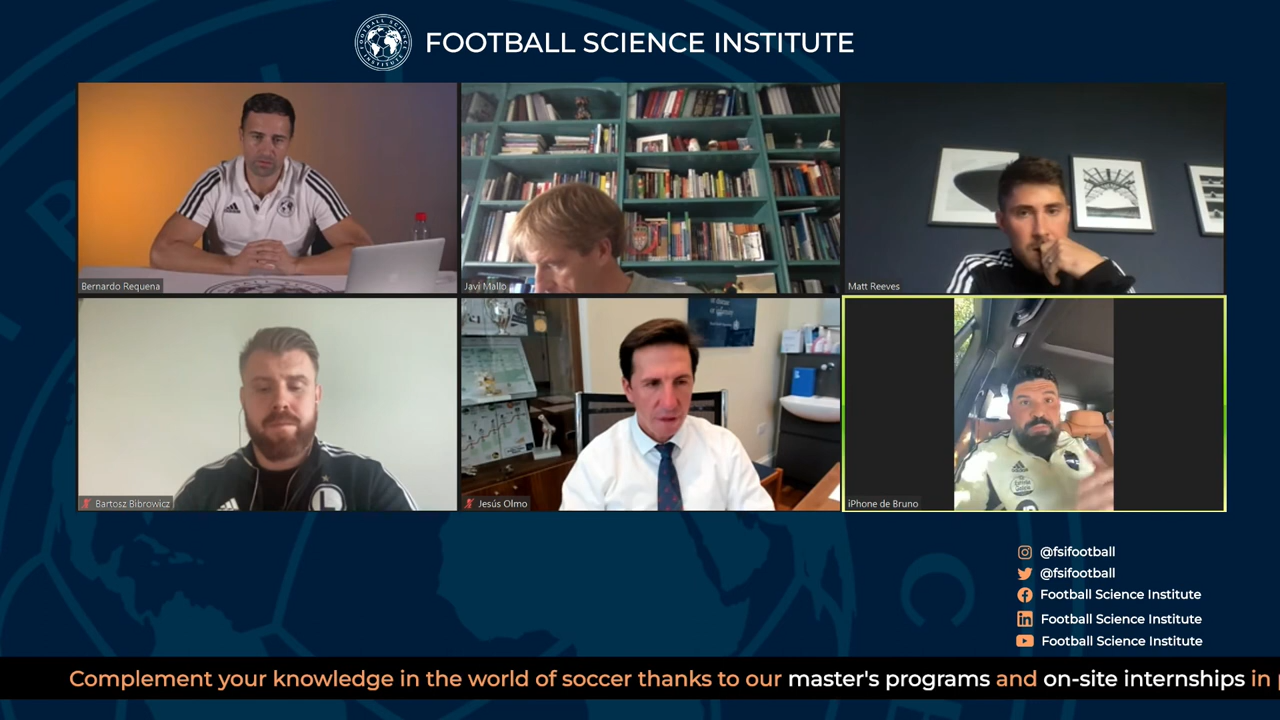 FOOTBALL SCIENCE INSTITUTE
Bernardo Requena
Javi Mallo
Matt Reeves
Bartosz Bibrowicz
Jesús Olmo
iPhone de Bruno
@fsifootball
@fsifootball
Football Science Institute
Football Science Institute
Football Science Institute
Complement your knowledge in the world of soccer thanks to our master's programs and on-site internships in